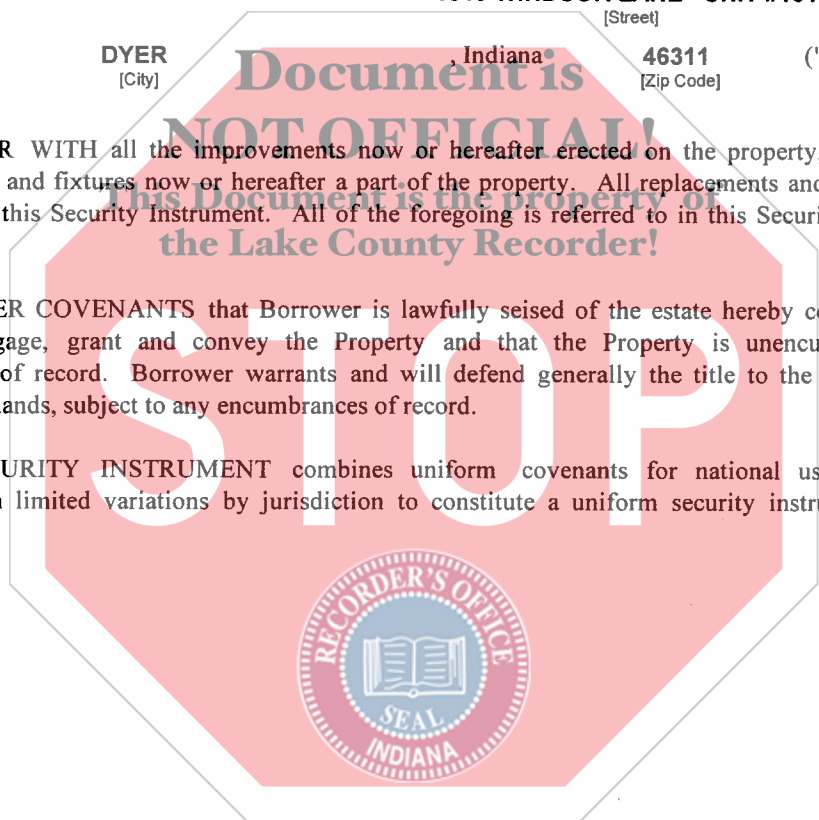 [Street]
DYER , Indiana 46311 ("
[City] [Zip Code]
Document is
NOT OFFICIAL!
This Document is the property of
the Lake County Recorder!
R WITH all the improvements now or hereafter erected on the property,
and fixtures now or hereafter a part of the property. All replacements and
this Security Instrument. All of the foregoing is referred to in this Securi
ER COVENANTS that Borrower is lawfully seised of the estate hereby c
gage, grant and convey the Property and that the Property is unencu
of record. Borrower warrants and will defend generally the title to the
ands, subject to any encumbrances of record.
URITY INSTRUMENT combines uniform covenants for national us
limited variations by jurisdiction to constitute a uniform security instru
STOP
RECORDER'S OFFICE
SEAL
INDIANA